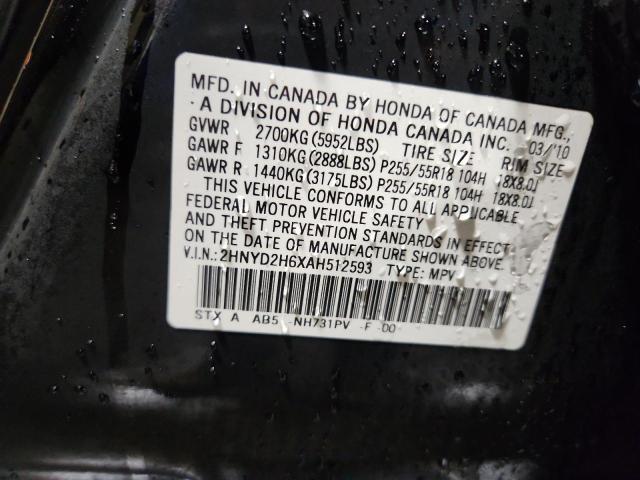 MFD. IN CANADA BY HONDA OF CANADA MFG.,
A DIVISION OF HONDA CANADA INC. 03/'10
GVWR 2700KG(5952LBS) TIRE SIZE RIM SIZE
GAWR F 1310KG(2888LBS) P255/55R18 104H 18X8.0J
GAWR R 1440KG(3175LBS) P255/55R18 104H 18X8.0J
THIS VEHICLE CONFORMS TO ALL APPLICABLE
FEDERAL MOTOR VEHICLE SAFETY
AND THEFT PREVENTION STANDARDS IN EFFECT
ON THE DATE OF MANUFACTURE SHOWN ABOVE.
V.I.N.:2HNYD2H6XAH512593 TYPE: MPV
STX A AB5 -NH731PV -F -00